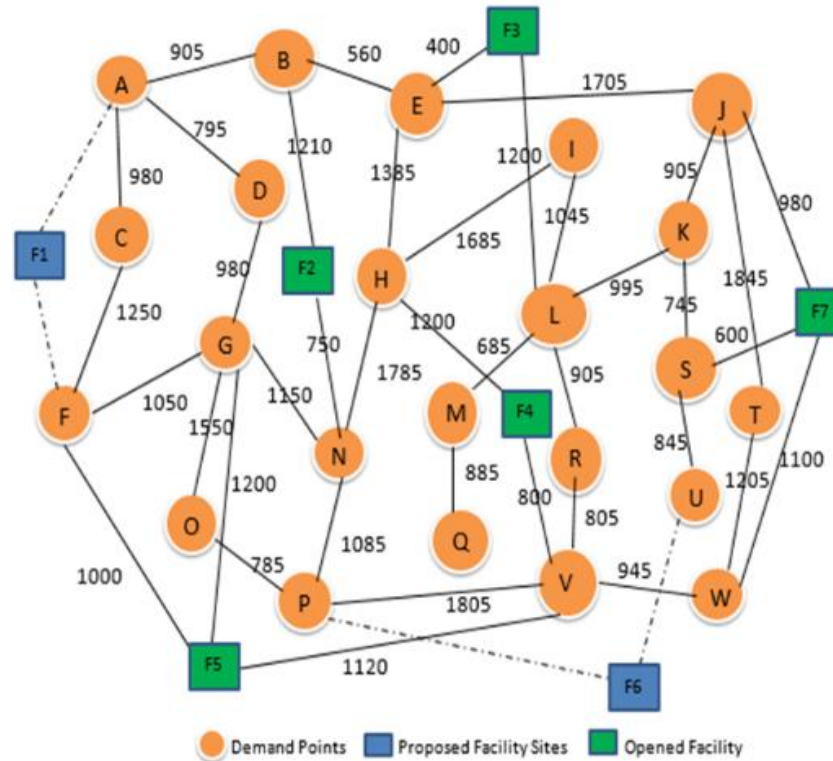 F3
905
B
560
400
A
E
1705
J
795
1210
I
1200
905
980
D
1385
1045
980
C
1685
K
F1
980
F2
H
1845
1250
995
745
F7
G
1200
L
600
750
685
1150
1785
905
S
1050
F
1550
M
F4
T
N
R
845
1100
1200
885
1205
O
800
U
Q
805
1085
1000
785
945
P
V
W
1805
F5
1120
F6
Demand Points
Proposed Facility Sites
Opened Facility